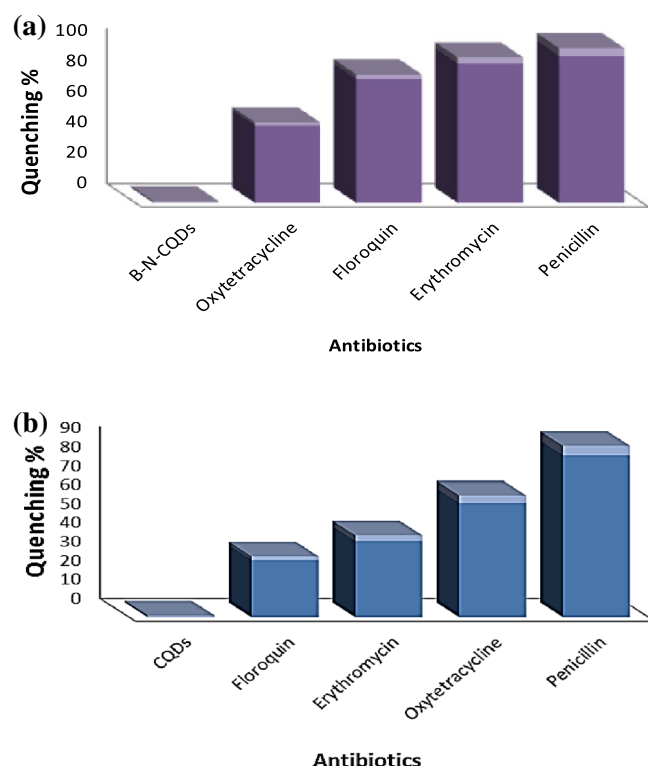 (a)
Quenching %
100
80
60
40
20
0
B-N-CQDs
Oxytetracycline
Floroquin
Erythromycin
Penicillin
Antibiotics
(b)
Quenching %
90
80
70
60
50
40
30
20
10
0
CQDs
Floroquin
Erythromycin
Oxytetracycline
Penicillin
Antibiotics